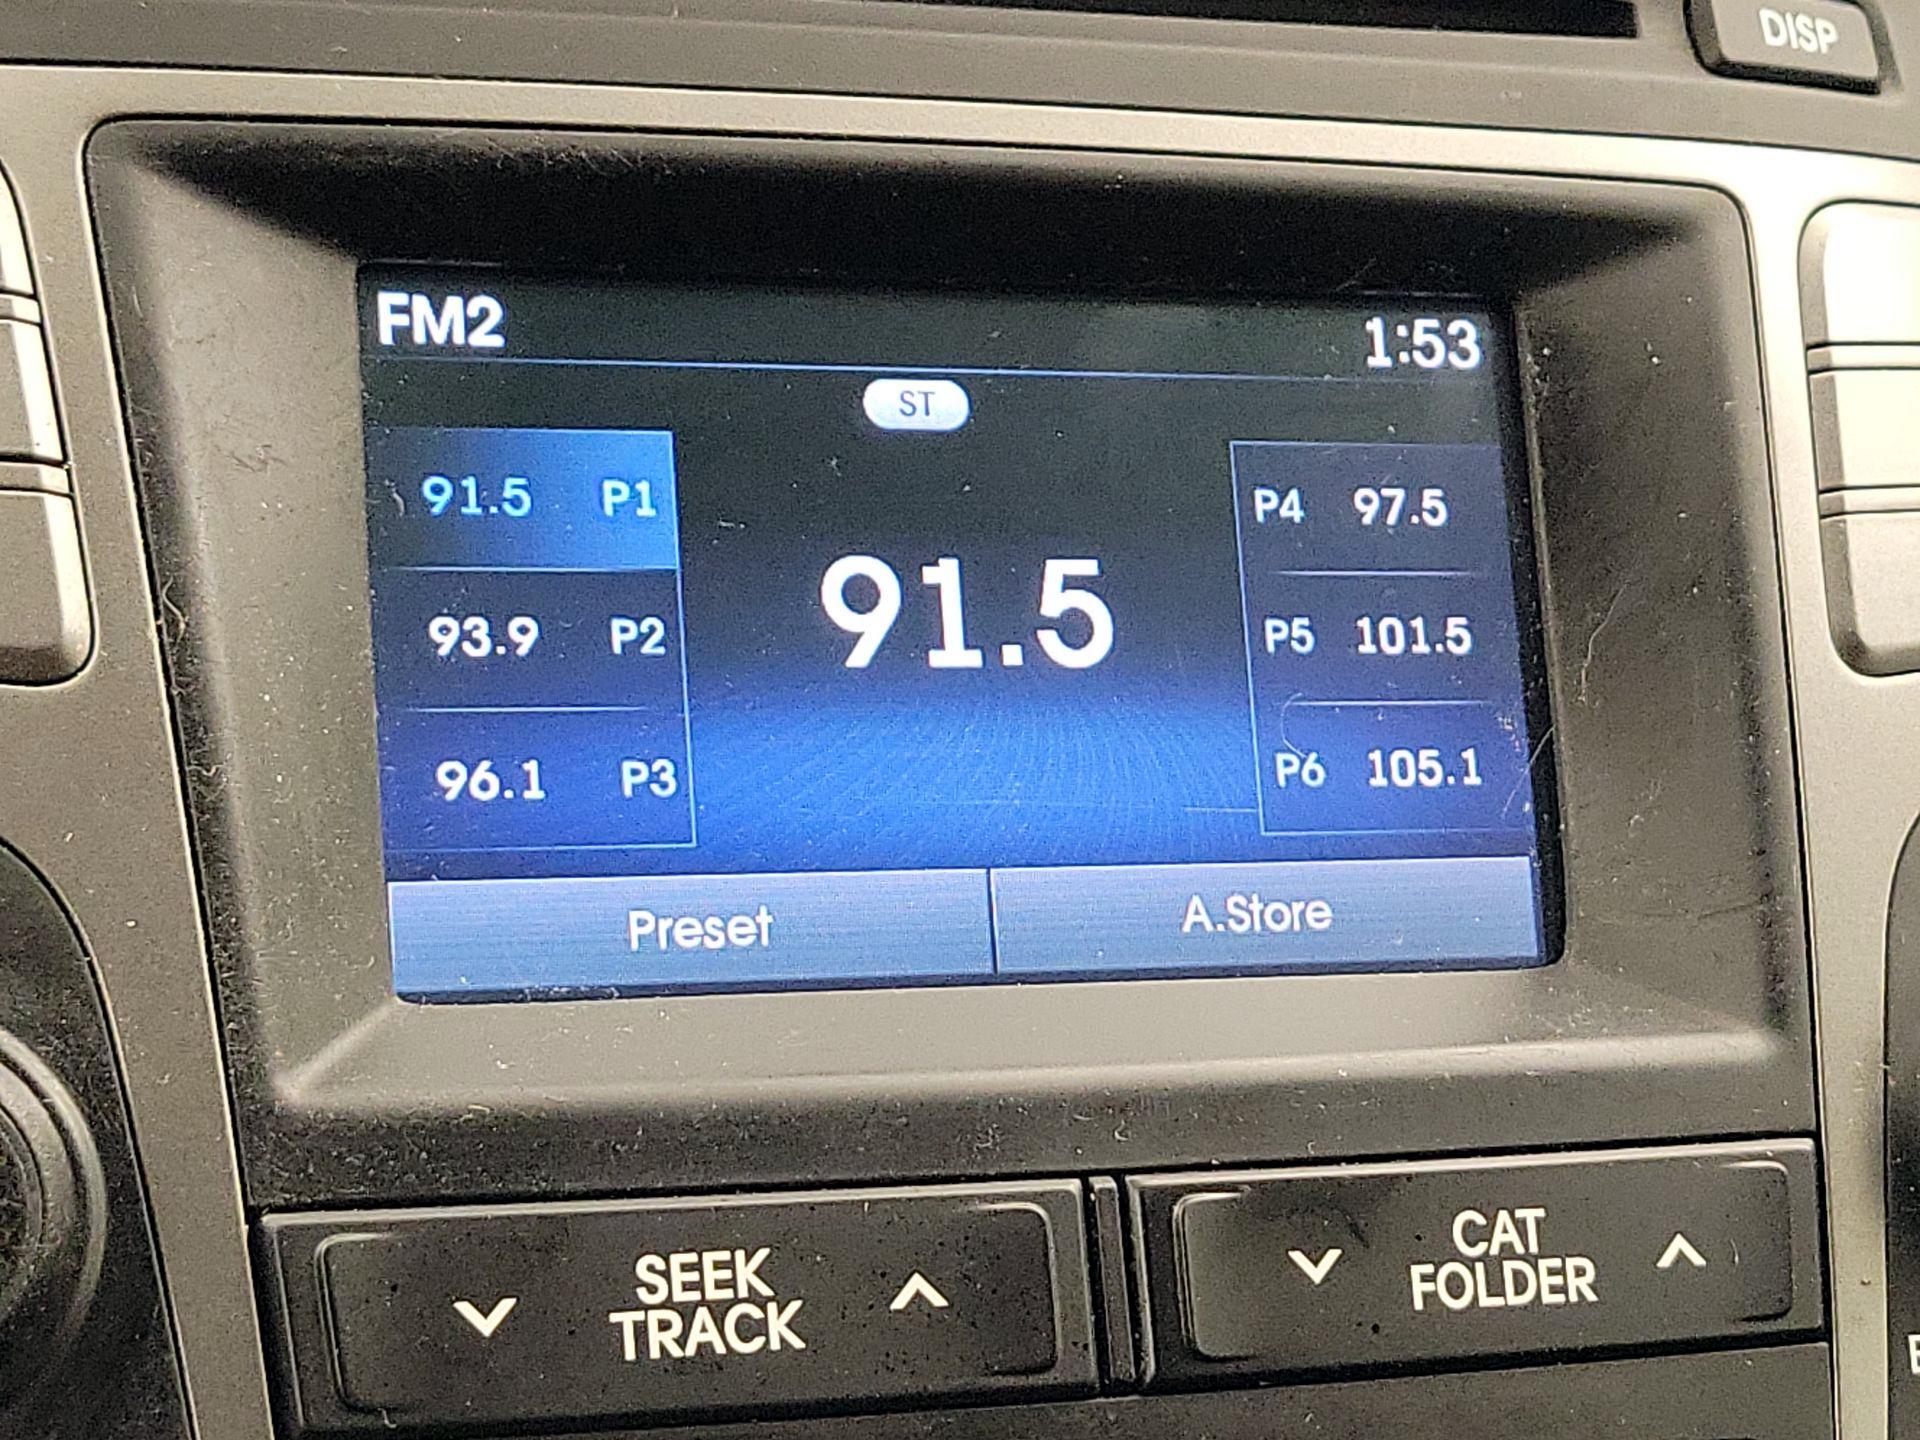 DISP
FM2 1:53
ST
91.5 P1
93.9 P2
96.1 P3
91.5
P4 97.5
P5 101.5
P6 105.1
Preset A.Store
SEEK
TRACK
CAT
FOLDER